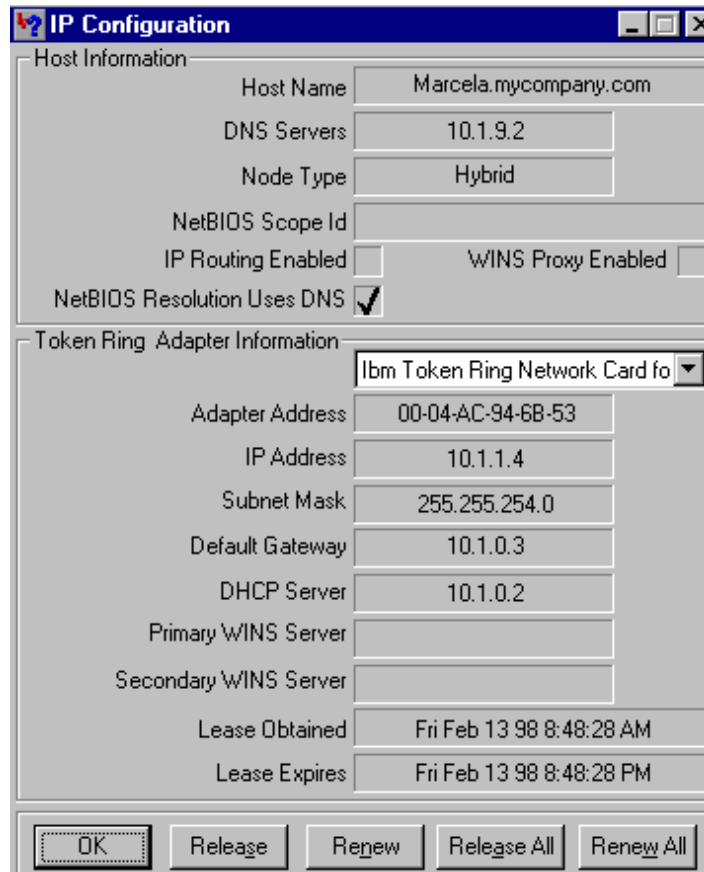 IP Configuration
Host Information
Host Name Marcela.mycompany.com
DNS Servers 10.1.9.2
Node Type Hybrid
NetBIOS Scope Id
IP Routing Enabled WINS Proxy Enabled
NetBIOS Resolution Uses DNS
Token Ring Adapter Information
Ibm Token Ring Network Card fo
Adapter Address 00-04-AC-94-6B-53
IP Address 10.1.1.4
Subnet Mask 255.255.254.0
Default Gateway 10.1.0.3
DHCP Server 10.1.0.2
Primary WINS Server
Secondary WINS Server
Lease Obtained Fri Feb 13 98 8:48:28 AM
Lease Expires Fri Feb 13 98 8:48:28 PM
OK Release Renew Release All Renew All